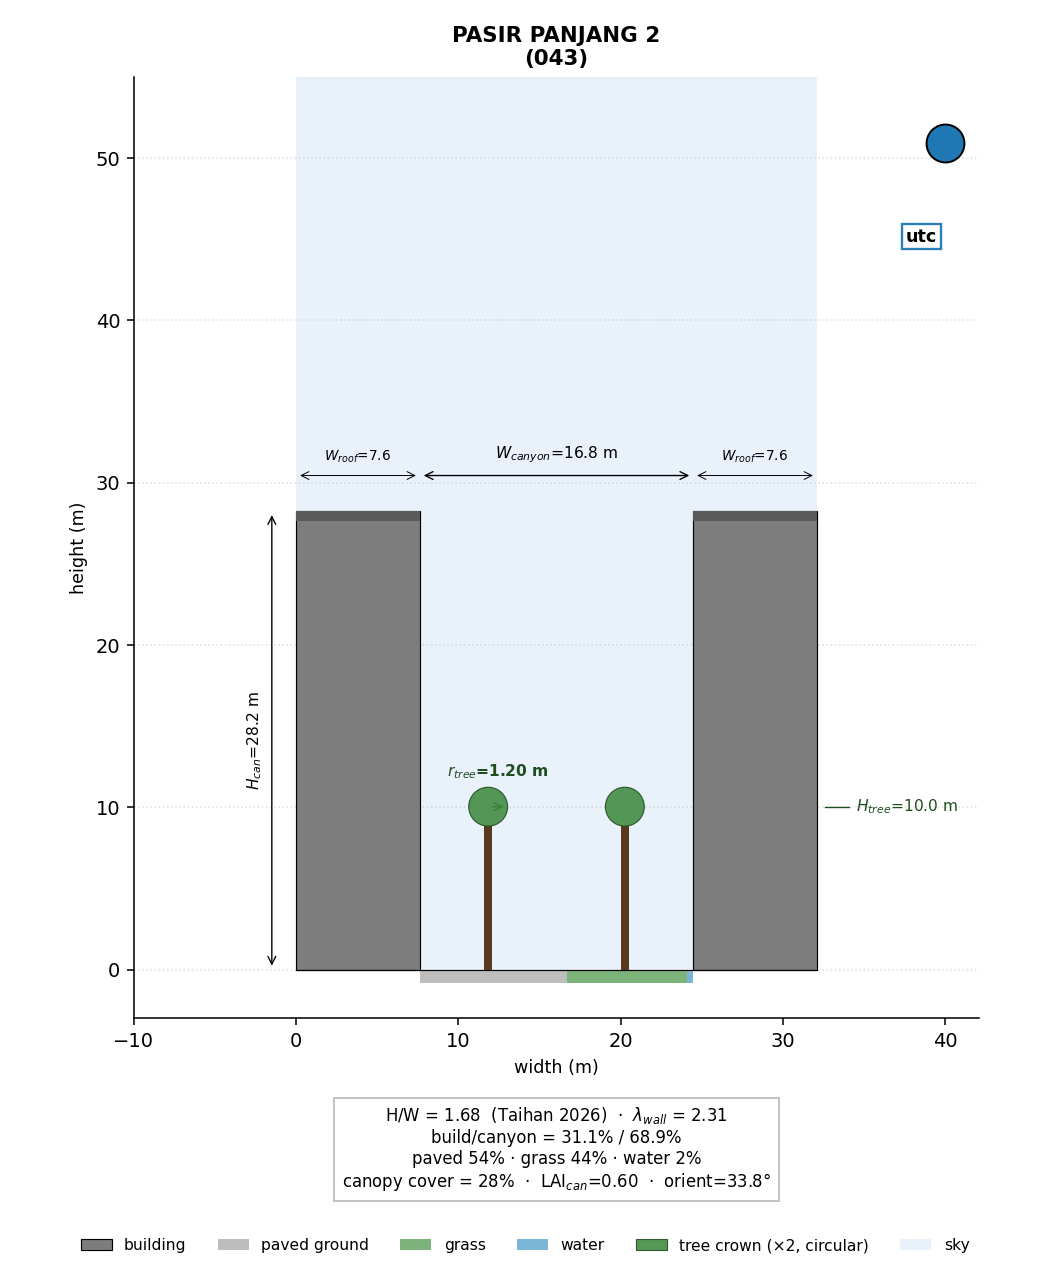 PASIR PANJANG 2
(043)
50
40
30
20
10
0
height (m)
utc
W_roof=7.6
W_canyon=16.8 m
W_roof=7.6
H_can=28.2 m
r_tree=1.20 m
H_tree=10.0 m
−10
0
10
20
30
40
width (m)
H/W = 1.68 (Taihan 2026) · λ_wall = 2.31
build/canyon = 31.1% / 68.9%
paved 54% · grass 44% · water 2%
canopy cover = 28% · LAI_can=0.60 · orient=33.8°
building
paved ground
grass
water
tree crown (×2, circular)
sky